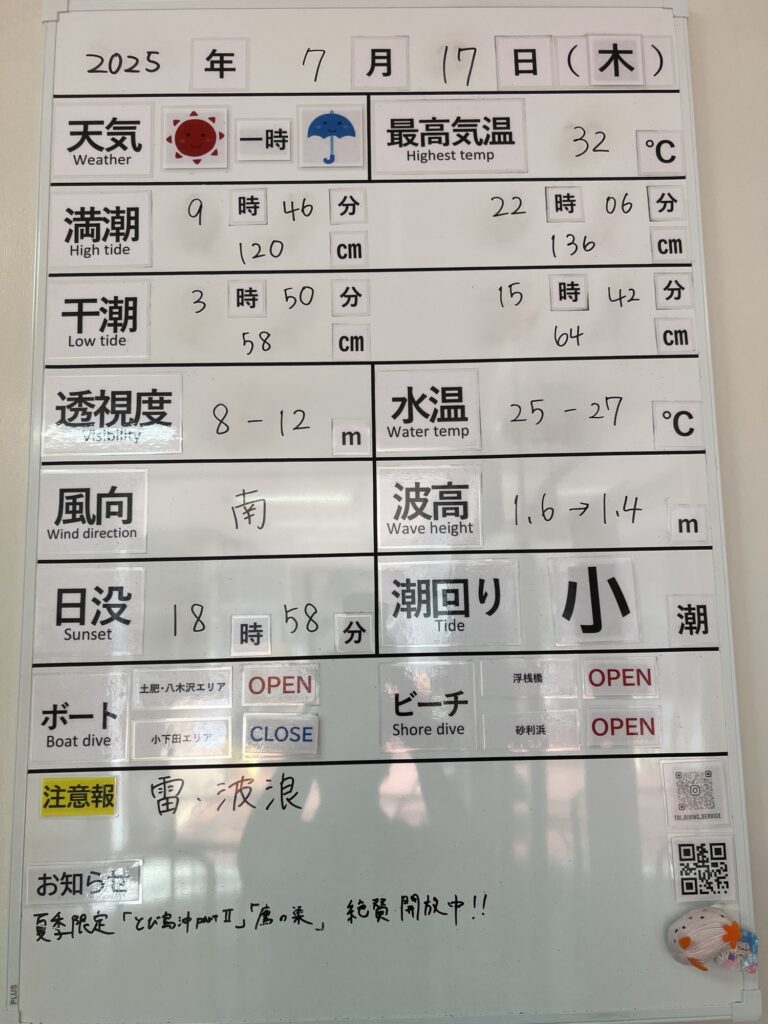 2025 年 7 月 17 日 (木)
天気 一時 最高気温 32 ℃
Weather Highest temp
満潮 9 時 46 分 22 時 06 分
High tide 120 cm 136 cm
干潮 3 時 50 分 15 時 42 分
Low tide 58 cm 64 cm
透視度 8-12 m 水温 25-27 ℃
Visibility Water temp
風向 南 波高 1.6→1.4 m
Wind direction Wave height
日没 18 時 58 分 潮回り 小 潮
Sunset Tide
ボート 土肥・八木沢エリア OPEN ビーチ 浮桟橋 OPEN
Boat dive 小下田エリア CLOSE Shore dive 砂利浜 OPEN
注意報 雷・波浪
TOI_DIVING_SERVICE
お知らせ
夏季限定「とび島沖partⅡ」「鷹の巣」 絶賛開放中!!
PLUS